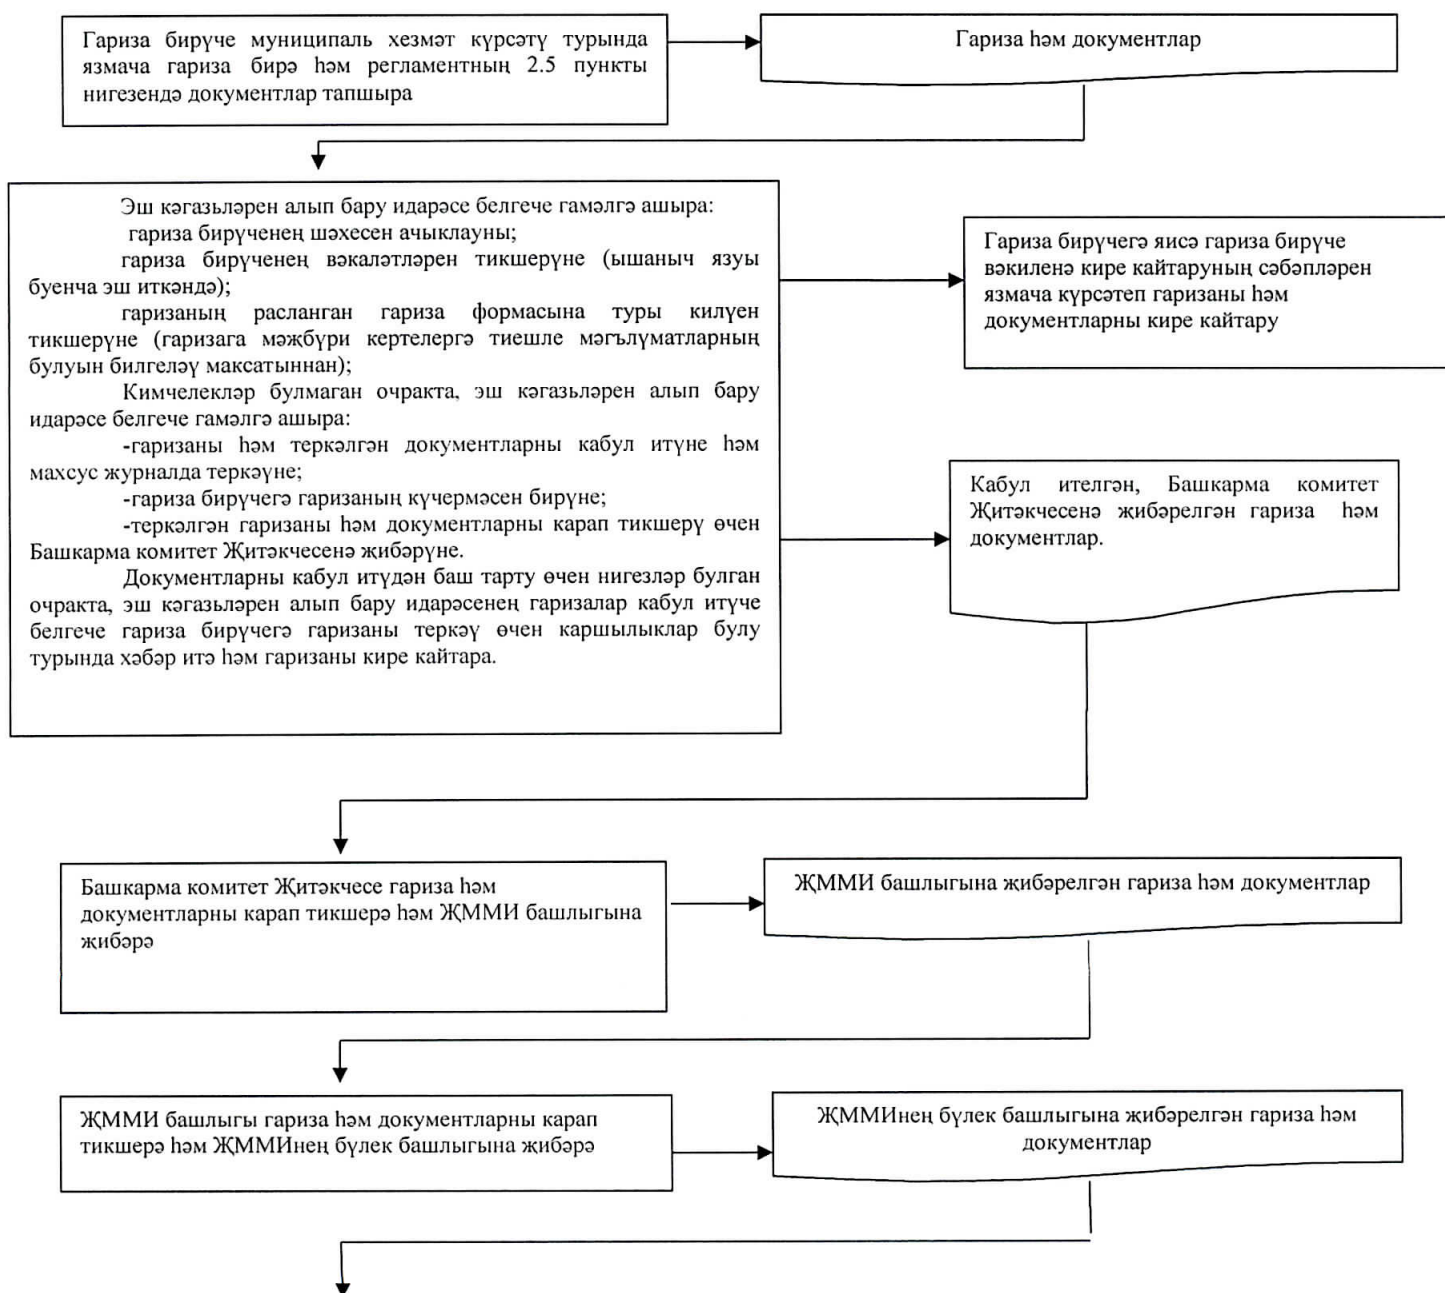 Гариза бирүче муниципаль хезмәт күрсәтү турында
язмача гариза бирә һәм регламентның 2.5 пункты
нигезендә документлар тапшыра
Гариза һәм документлар
Эш кәгазьләрен алып бару идарәсе белгече гамәлгә ашыра:
гариза бирүченең шәхесен ачыклауны;
гариза бирүченең вәкаләтләрен тикшерүне (ышаныч язуы
буенча эш иткәндә);
гаризаның расланган гариза формасына туры килүен
тикшерүне (гаризага мәҗбүри кертелергә тиешле мәгълүматларның
булуын билгеләү максатыннан);
Кимчелекләр булмаган очракта, эш кәгазьләрен алып бару
идарәсе белгече гамәлгә ашыра:
-гаризаны һәм теркәлгән документларны кабул итүне һәм
махсус журналда теркәүне;
-гариза бирүчегә гаризаның күчермәсен бирүне;
-теркәлгән гаризаны һәм документларны карап тикшерү өчен
Башкарма комитет Җитәкчесенә җибәрүне.
Документларны кабул итүдән баш тарту өчен нигезләр булган
очракта, эш кәгазьләрен алып бару идарәсенең гаризалар кабул итүче
белгече гариза бирүчегә гаризаны теркәү өчен каршылыклар булу
турында хәбәр итә һәм гаризаны кире кайтара.
Гариза бирүчегә яисә гариза бирүче
вәкиленә кире кайтаруның сәбәпләрен
язмача күрсәтеп гаризаны һәм
документларны кире кайтару
Кабул ителгән, Башкарма комитет
Җитәкчесенә җибәрелгән гариза һәм
документлар.
Башкарма комитет Җитәкчесе гариза һәм
документларны карап тикшерә һәм ҖММИ башлыгына
җибәрә
ҖММИ башлыгына җибәрелгән гариза һәм документлар
ҖММИ башлыгы гариза һәм документларны карап
тикшерә һәм ҖММИнең бүлек башлыгына җибәрә
ҖММИнең бүлек башлыгына җибәрелгән гариза һәм
документлар